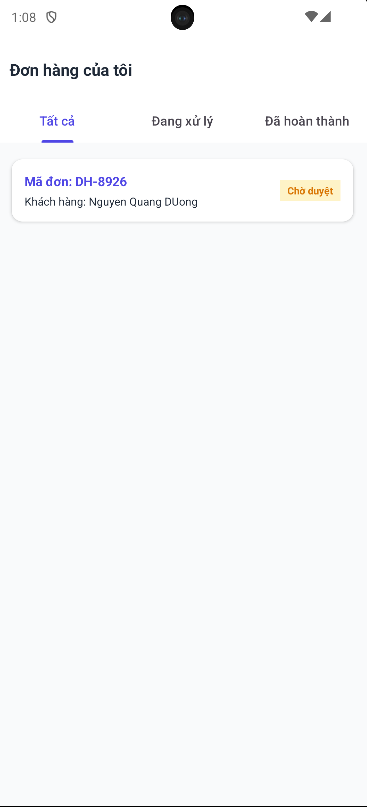 1:08
Đơn hàng của tôi
Tất cả
Đang xử lý
Đã hoàn thành
Mã đơn: DH-8926
Khách hàng: Nguyen Quang DUong
Chờ duyệt